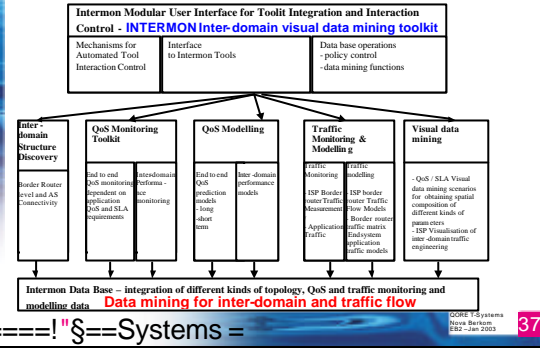 Intermon Modular User Interface for Toolit Integration and Interaction
Control - INTERMON Inter- domain visual data mining toolkit
Mechanisms for
Automated Tool
Interaction Control
Interface
to Intermon Tools
Data base operations
- policy control
- data mining functions
Inter -
domain
Structure
Discovery
Border Router
level and AS
Connectivity
QoS Monitoring
Toolkit
End to end
QoS monitoring
dependent on
application
QoS and SLA
requirements
Interdomain
Performa -
nce
monitoring
QoS Modelling
End to end
QoS
prediction
models
- long
- short
term
Inter -domain
performance
models
Traffic
Monitoring &
Modellin g
Traffic
Monitoring
- ISP Border
router Traffic
Measurement
- Application
Traffic
Traffic
modelling
- ISP border
router Traffic
Flow Models
- Border router
traffic matrix
- Endsystem
application
traffic models
Visual data
mining
- QoS / SLA Visual
data mining scenarios
for obtaining spatial
composition of
different kinds of
parameters
- ISP Visualisation of
inter -domain traffic
engineering
Intermon Data Base – integration of different kinds of topology, QoS and traffic monitoring and
modelling data Data mining for inter-domain and traffic flow
====!"§==Systems =
QORE T-Systems
Nova Berkom
EB2 –Jan 2003
37